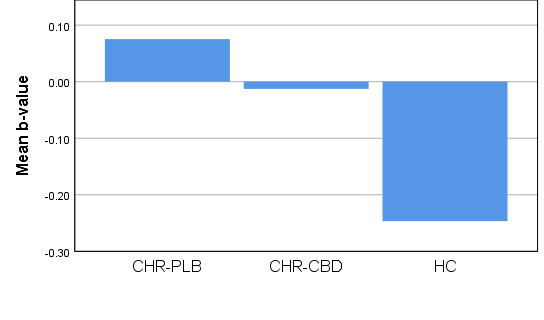 Mean b-value
0.10
0.00
-0.10
-0.20
-0.30
CHR-PLB
CHR-CBD
HC